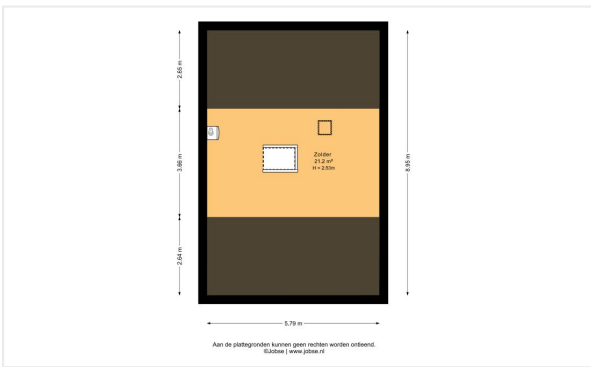 2.65 m
3.66 m
2.64 m
8.95 m
Zolder
21.2 m²
H = 2.51m
5.79 m
Aan de plattegronden kunnen geen rechten worden ontleend.
©Jobse | www.jobse.nl